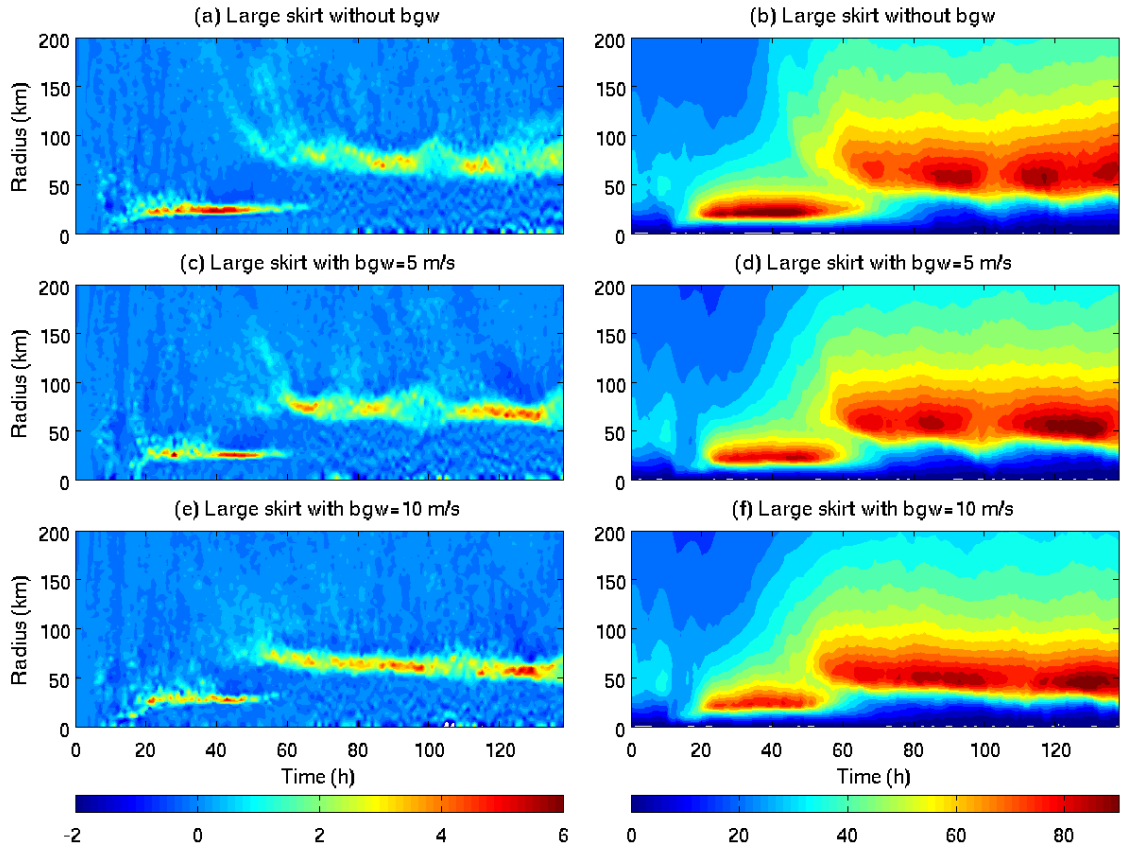 (a) Large skirt without bgw
(b) Large skirt without bgw
200
150
100
50
0
Radius (km)
200
150
100
50
0
(c) Large skirt with bgw=5 m/s
(d) Large skirt with bgw=5 m/s
200
150
100
50
0
Radius (km)
200
150
100
50
0
(e) Large skirt with bgw=10 m/s
(f) Large skirt with bgw=10 m/s
200
150
100
50
0
Radius (km)
200
150
100
50
0
0 20 40 60 80 100 120
Time (h)
0 20 40 60 80 100 120
Time (h)
-2 0 2 4 6
0 20 40 60 80